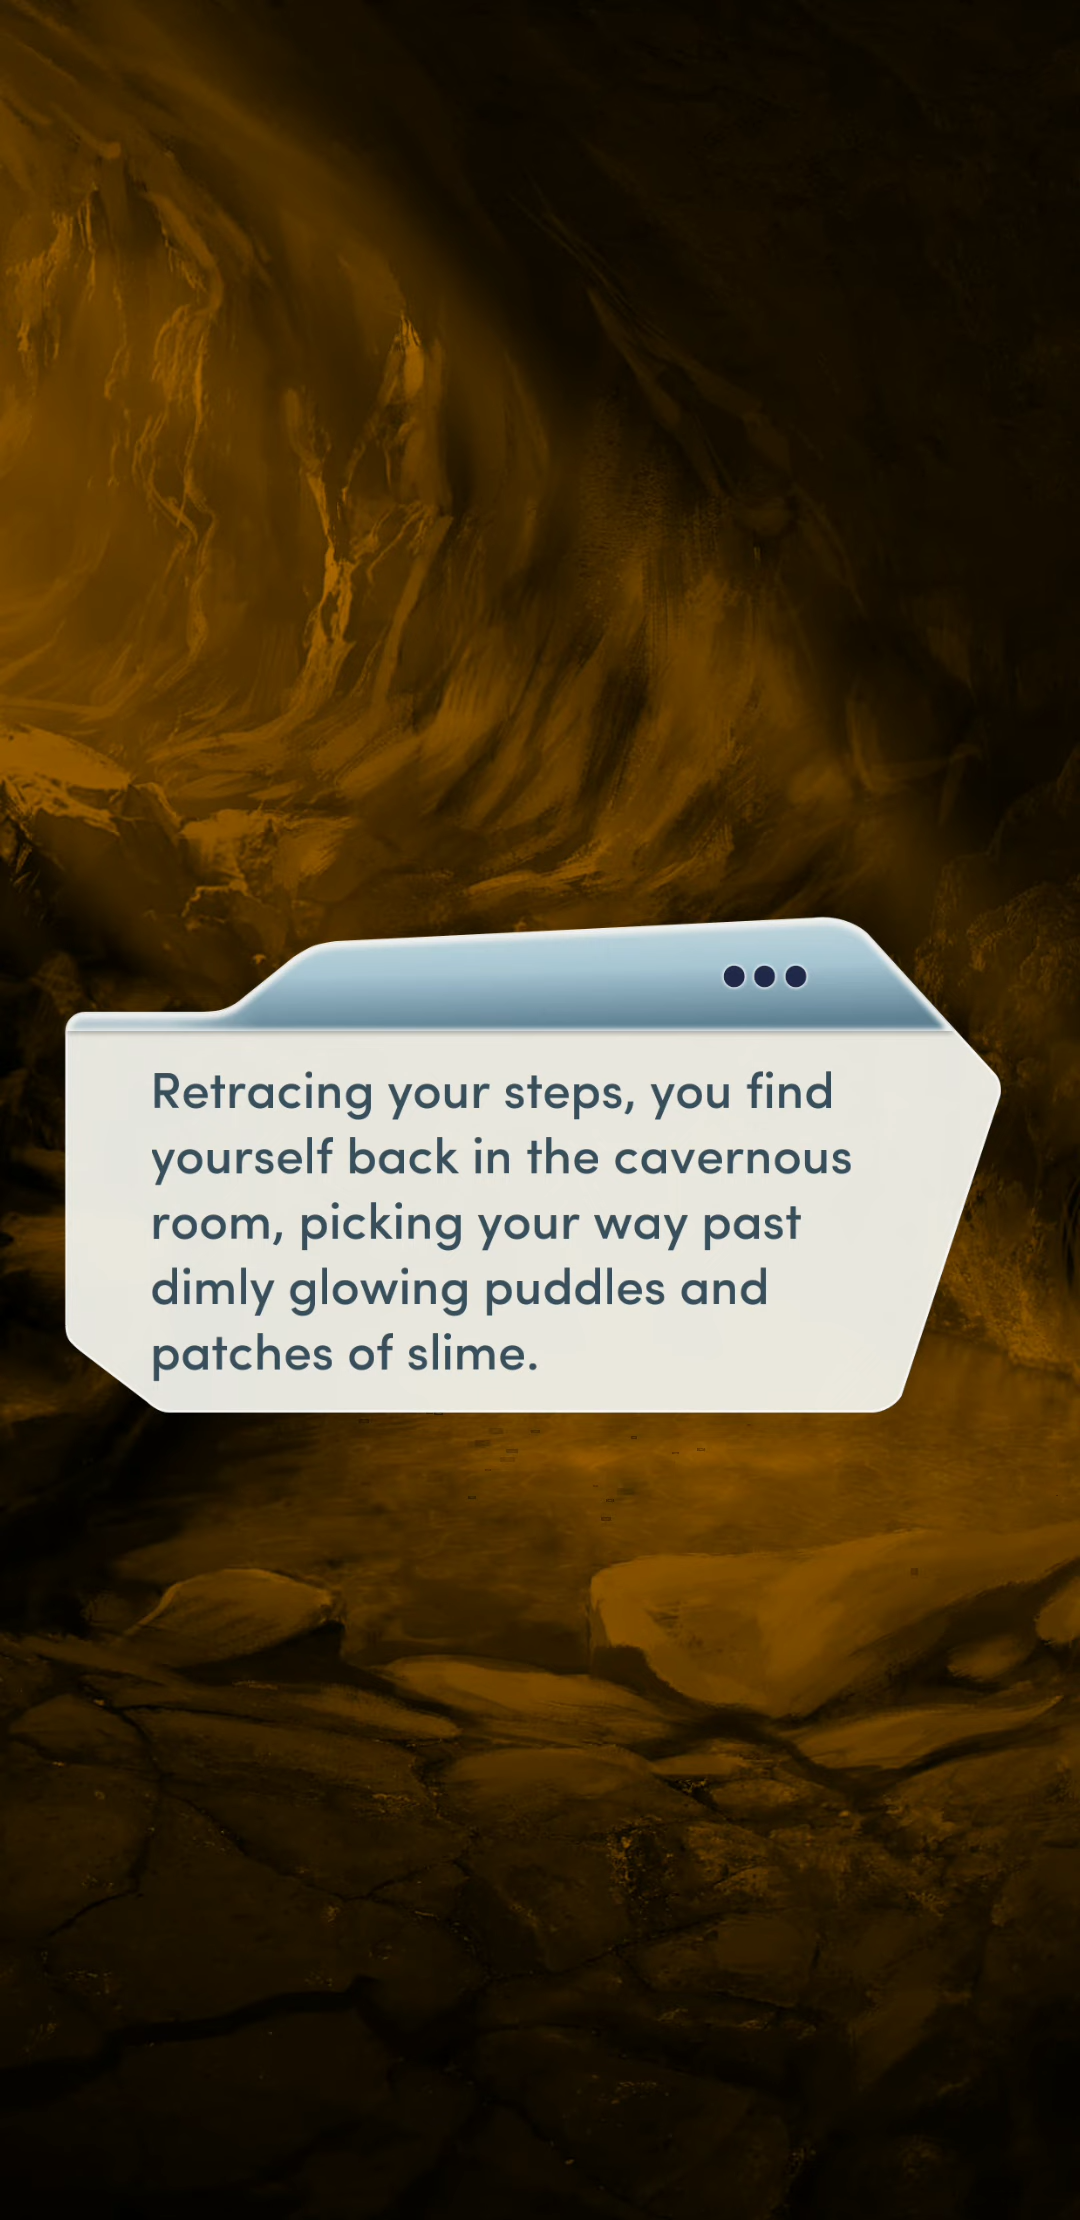 Retracing your steps, you find
yourself back in the cavernous
room, picking your way past
dimly glowing puddles and
patches of slime.